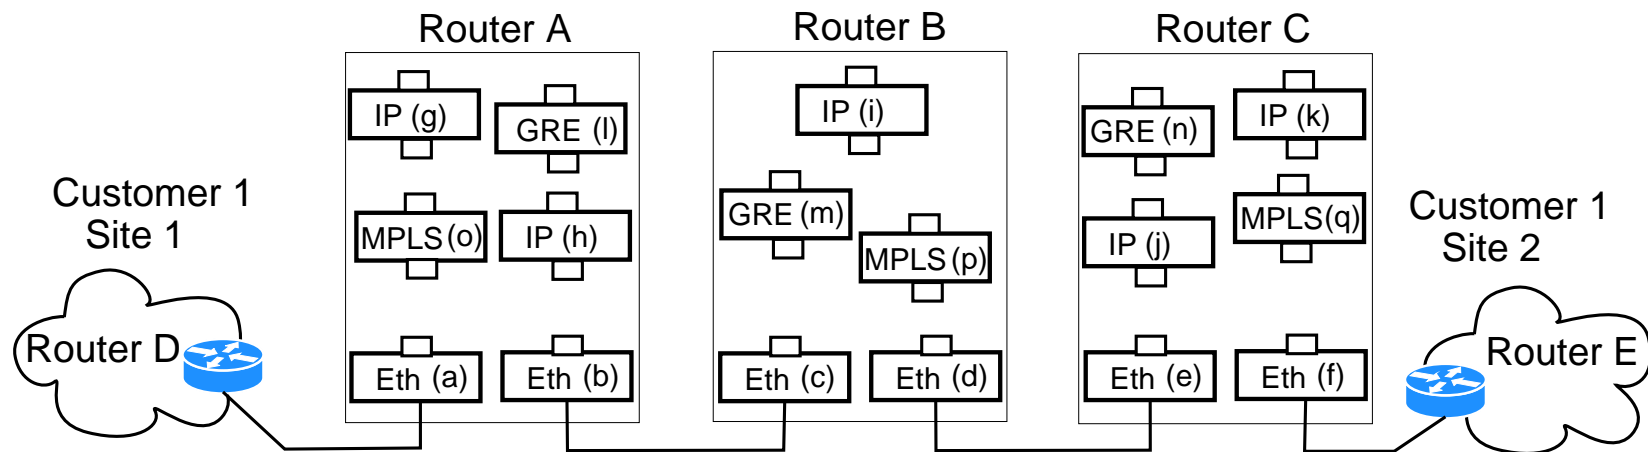 Router A
Router B
Router C
IP (g)
GRE (l)
IP (i)
GRE (n)
IP (k)
Customer 1
Site 1
MPLS (o)
IP (h)
GRE (m)
MPLS (p)
IP (j)
MPLS(q)
Customer 1
Site 2
Router D
Eth (a)
Eth (b)
Eth (c)
Eth (d)
Eth (e)
Eth (f)
Router E